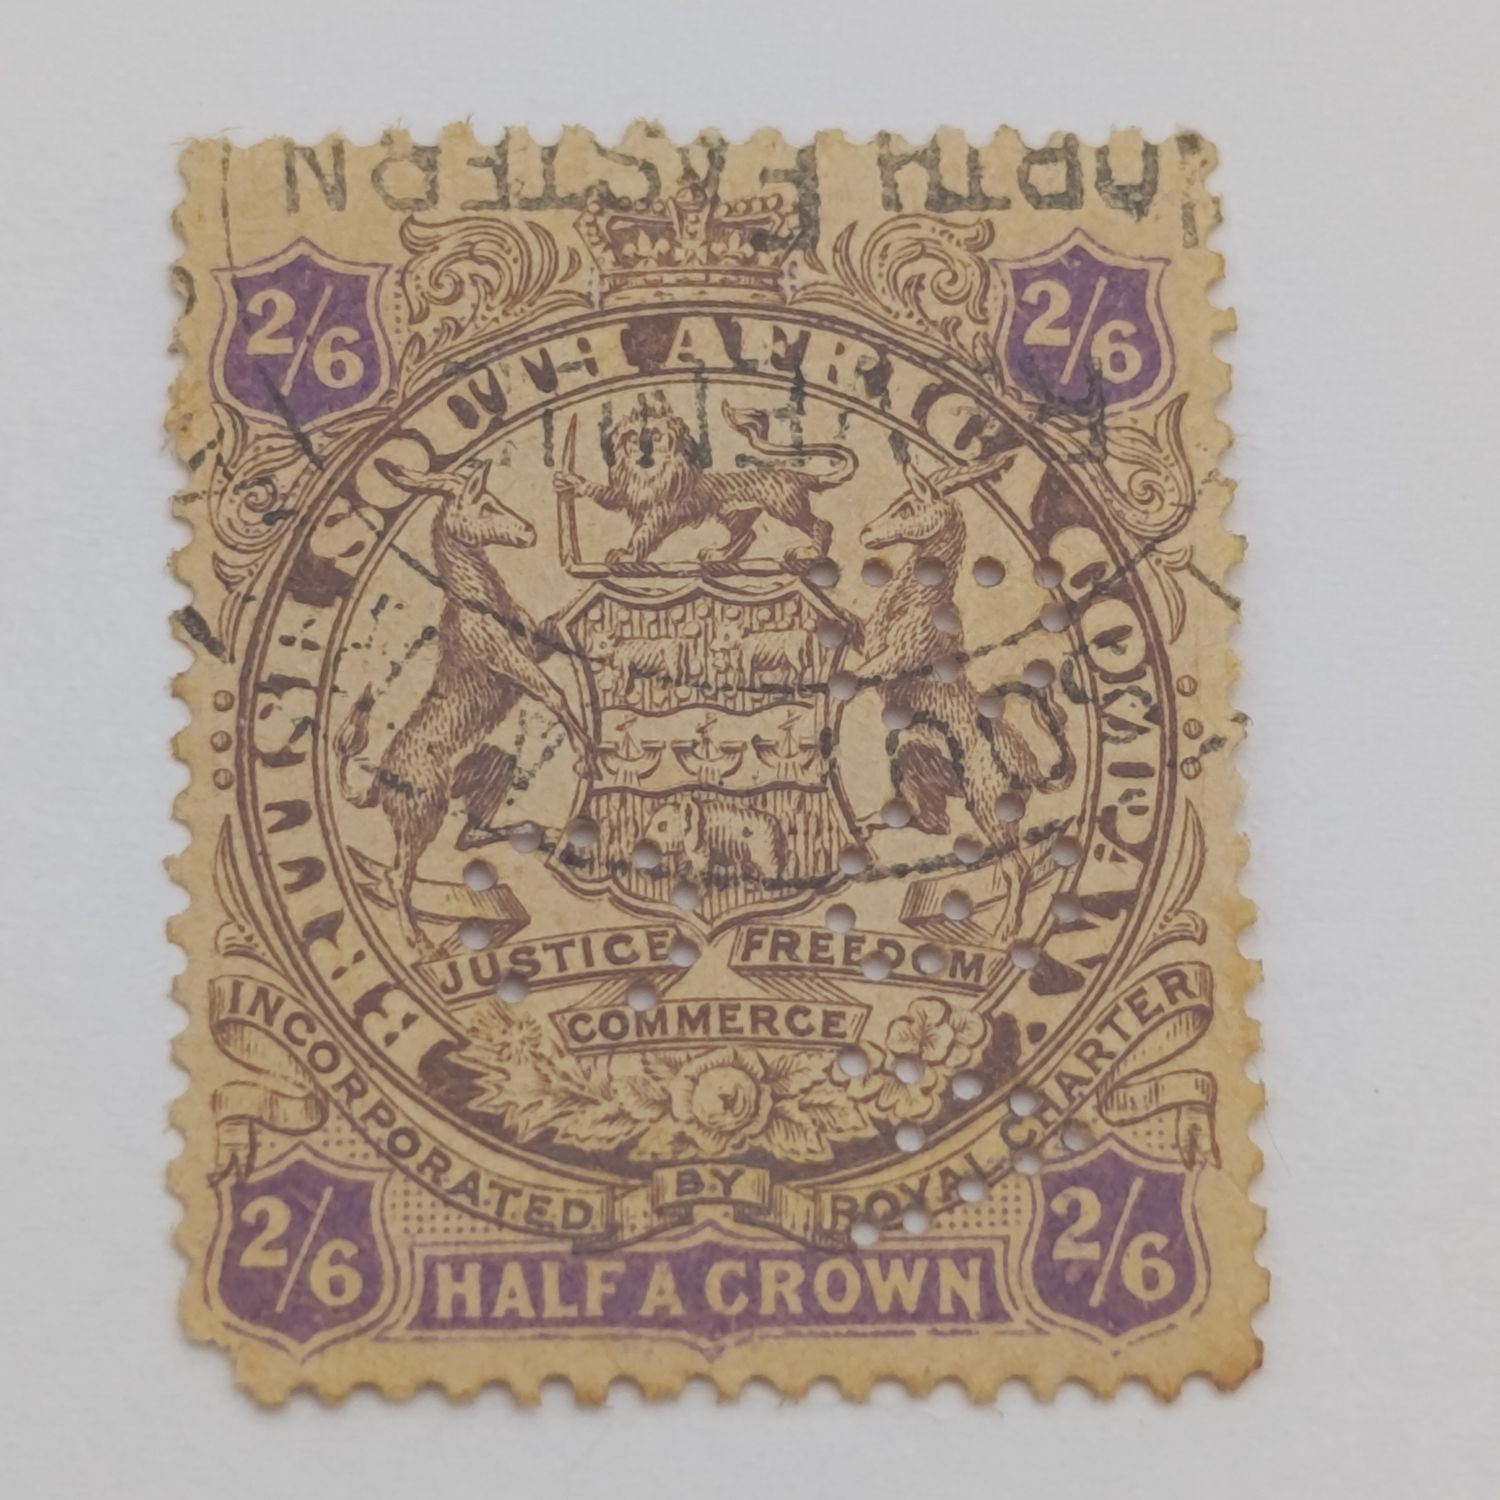 NORTH EASTERN
2/6 2/6
BRITISH SOUTH AFRICA COMPANY.
JUSTICE FREEDOM
COMMERCE
INCORPORATED BY ROYAL CHARTER
2/6 HALF A CROWN 2/6